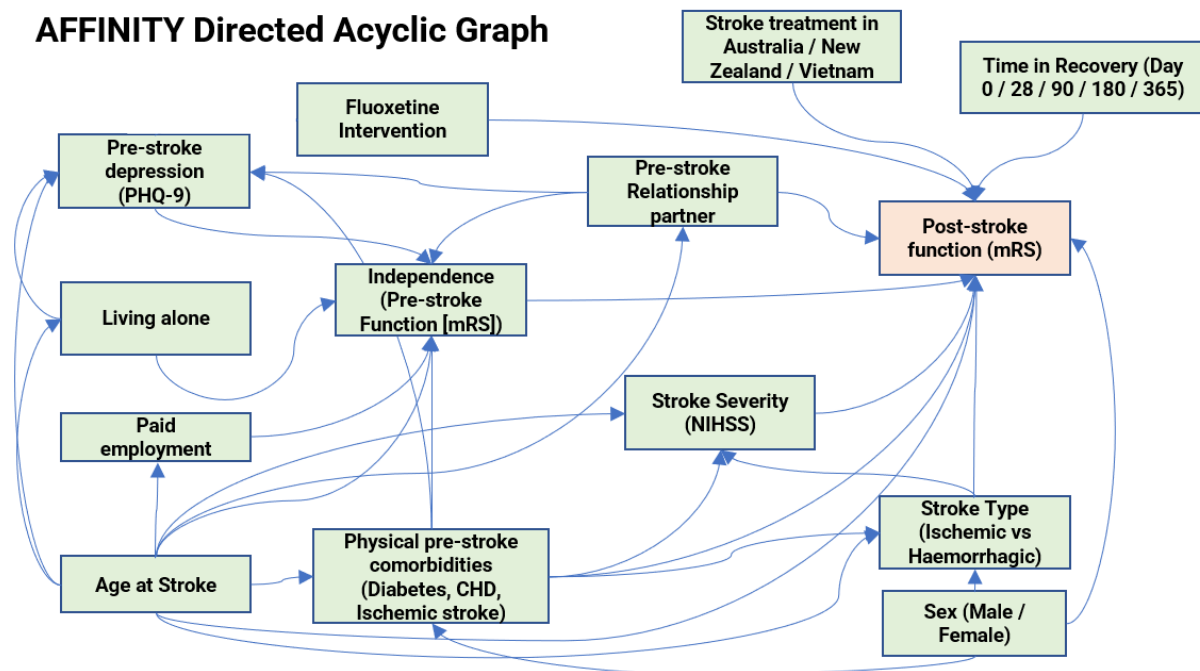 AFFINITY Directed Acyclic Graph
Stroke treatment in
Australia / New
Zealand / Vietnam
Time in Recovery (Day
0 / 28 / 90 / 180 / 365)
Fluoxetine
Intervention
Pre-stroke
depression
(PHQ-9)
Pre-stroke
Relationship
partner
Post-stroke
function (mRS)
Independence
(Pre-stroke
Function [mRS])
Living alone
Stroke Severity
(NIHSS)
Paid
employment
Stroke Type
(Ischemic vs
Haemorrhagic)
Physical pre-stroke
comorbidities
(Diabetes, CHD,
Ischemic stroke)
Age at Stroke
Sex (Male /
Female)